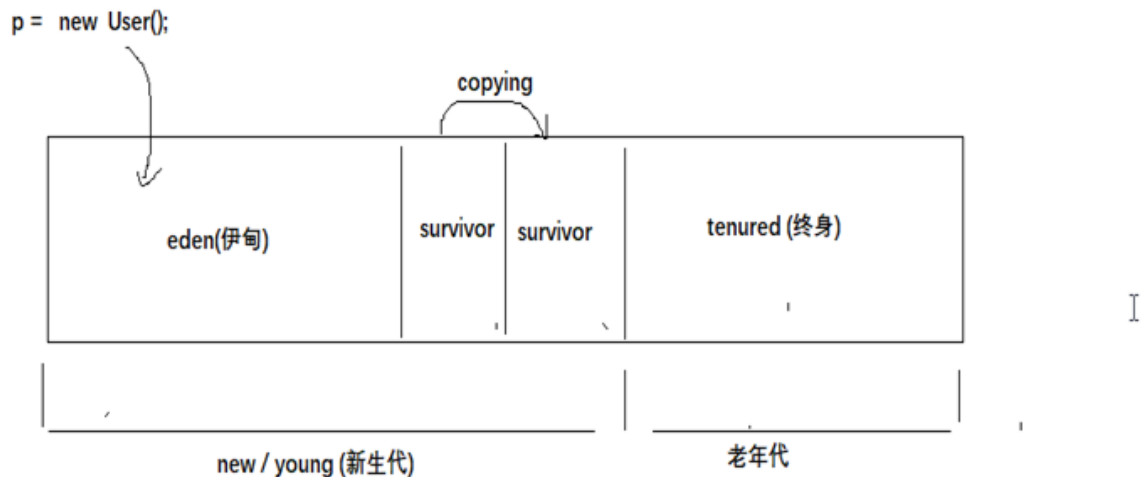 p = new User();
copying
eden(伊甸)
survivor
survivor
tenured (终身)
new / young (新生代)
老年代